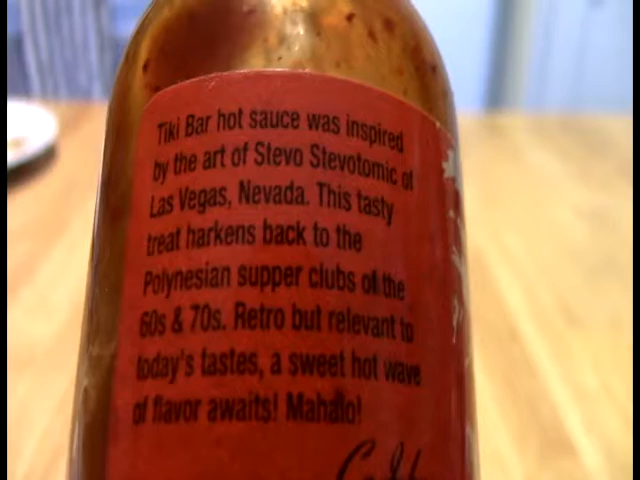 Tiki Bar hot sauce was inspired
by the art of Stevo Stevotomic of
Las Vegas, Nevada. This tasty
treat harkens back to the
Polynesian supper clubs of the
60s & 70s. Retro but relevant to
today's tastes, a sweet hot wave
of flavor awaits! Mahalo!